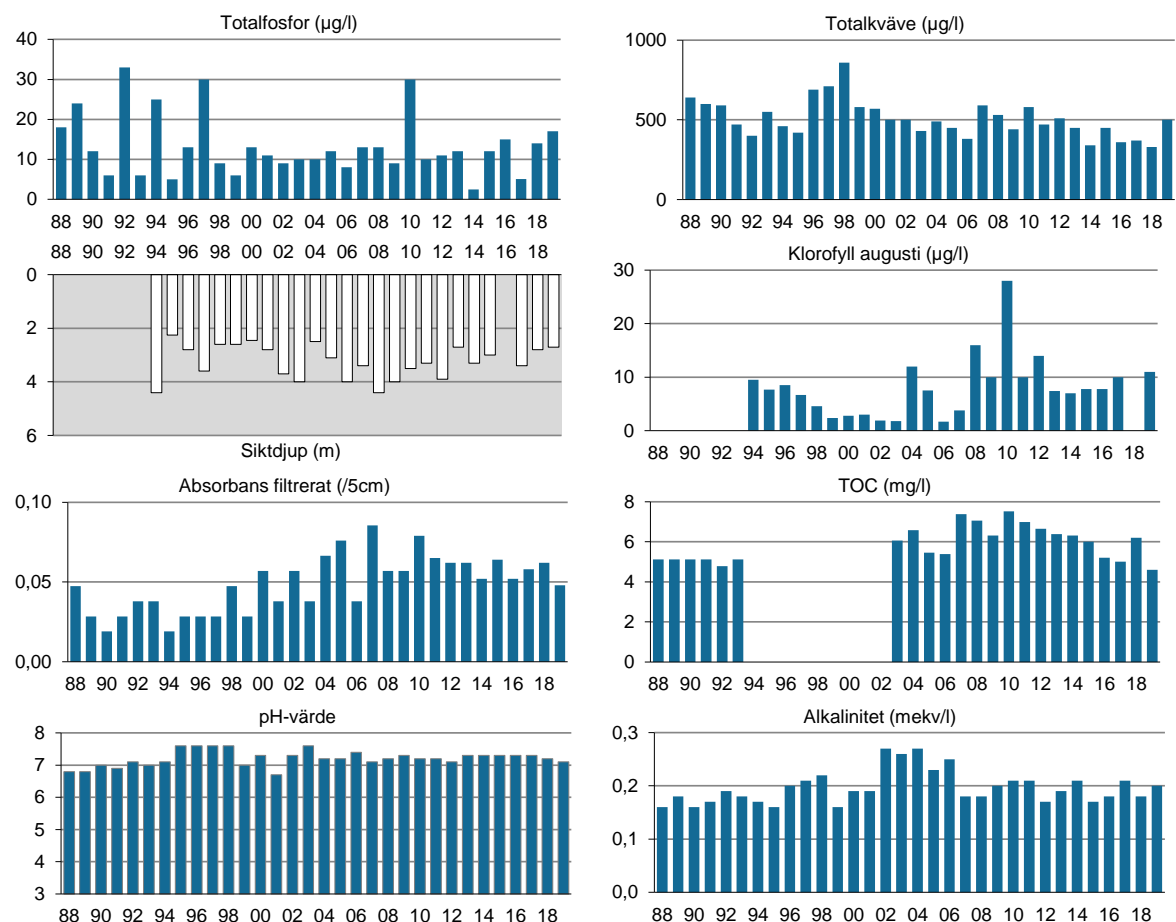 Totalfosfor (µg/l)
40
30
20
10
0
88 90 92 94 96 98 00 02 04 06 08 10 12 14 16 18
88 90 92 94 96 98 00 02 04 06 08 10 12 14 16 18
0
2
4
6
Siktdjup (m)
Absorbans filtrerat (/5cm)
0,10
0,05
0,00
88 90 92 94 96 98 00 02 04 06 08 10 12 14 16 18
pH-värde
8
7
6
5
4
3
88 90 92 94 96 98 00 02 04 06 08 10 12 14 16 18
Totalkväve (µg/l)
1000
500
0
88 90 92 94 96 98 00 02 04 06 08 10 12 14 16 18
Klorofyll augusti (µg/l)
30
20
10
0
88 90 92 94 96 98 00 02 04 06 08 10 12 14 16 18
TOC (mg/l)
8
6
4
2
0
88 90 92 94 96 98 00 02 04 06 08 10 12 14 16 18
Alkalinitet (mekv/l)
0,3
0,2
0,1
0,0
88 90 92 94 96 98 00 02 04 06 08 10 12 14 16 18